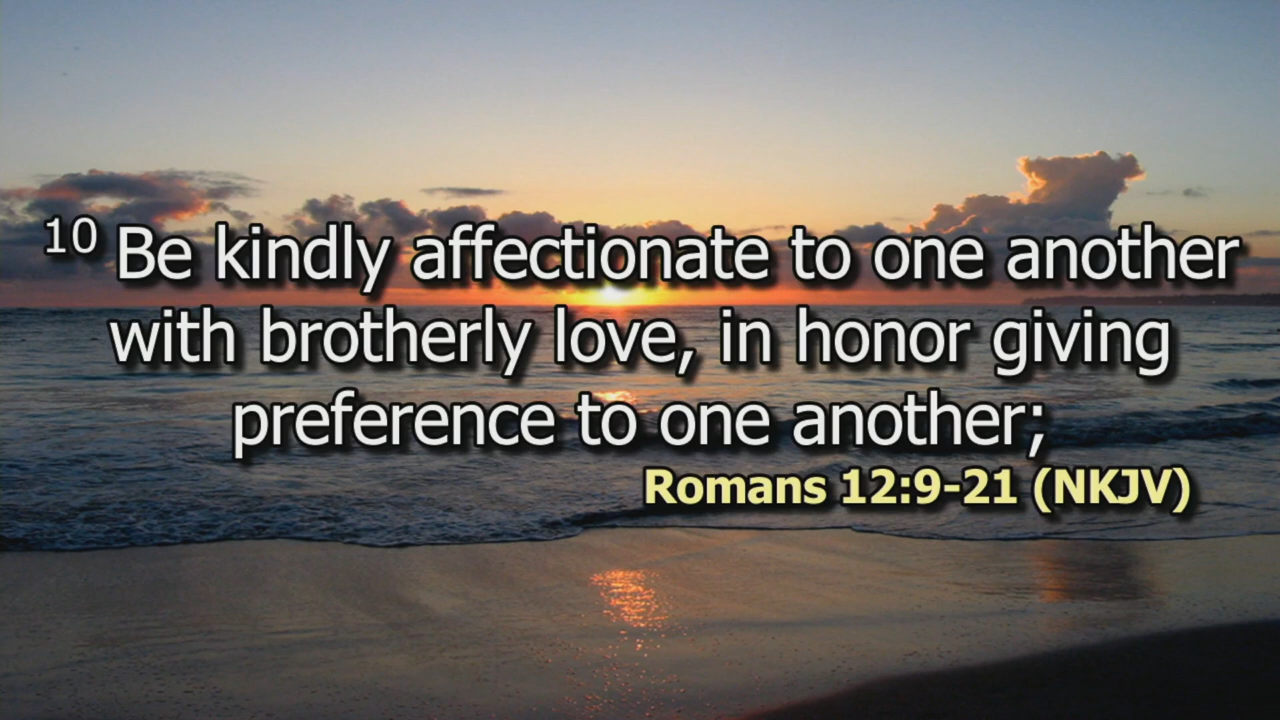 10 Be kindly affectionate to one another
with brotherly love, in honor giving
preference to one another;
Romans 12:9-21 (NKJV)